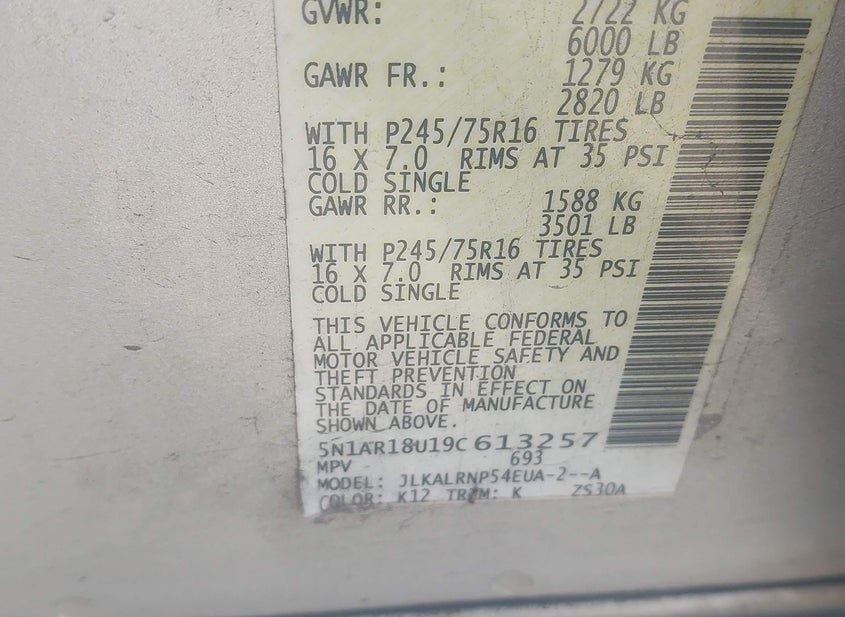 GVWR: 2722 KG
6000 LB
GAWR FR.: 1279 KG
2820 LB
WITH P245/75R16 TIRES
16 X 7.0 RIMS AT 35 PSI
COLD SINGLE
GAWR RR.: 1588 KG
3501 LB
WITH P245/75R16 TIRES
16 X 7.0 RIMS AT 35 PSI
COLD SINGLE
THIS VEHICLE CONFORMS TO
ALL APPLICABLE FEDERAL
MOTOR VEHICLE SAFETY AND
THEFT PREVENTION
STANDARDS IN EFFECT ON
THE DATE OF MANUFACTURE
SHOWN ABOVE.
5N1AR18U19C613257
MPV 693
MODEL: JLKALRNP54EUA-2--A
COLOR: K12 TRIM: K ZS30A